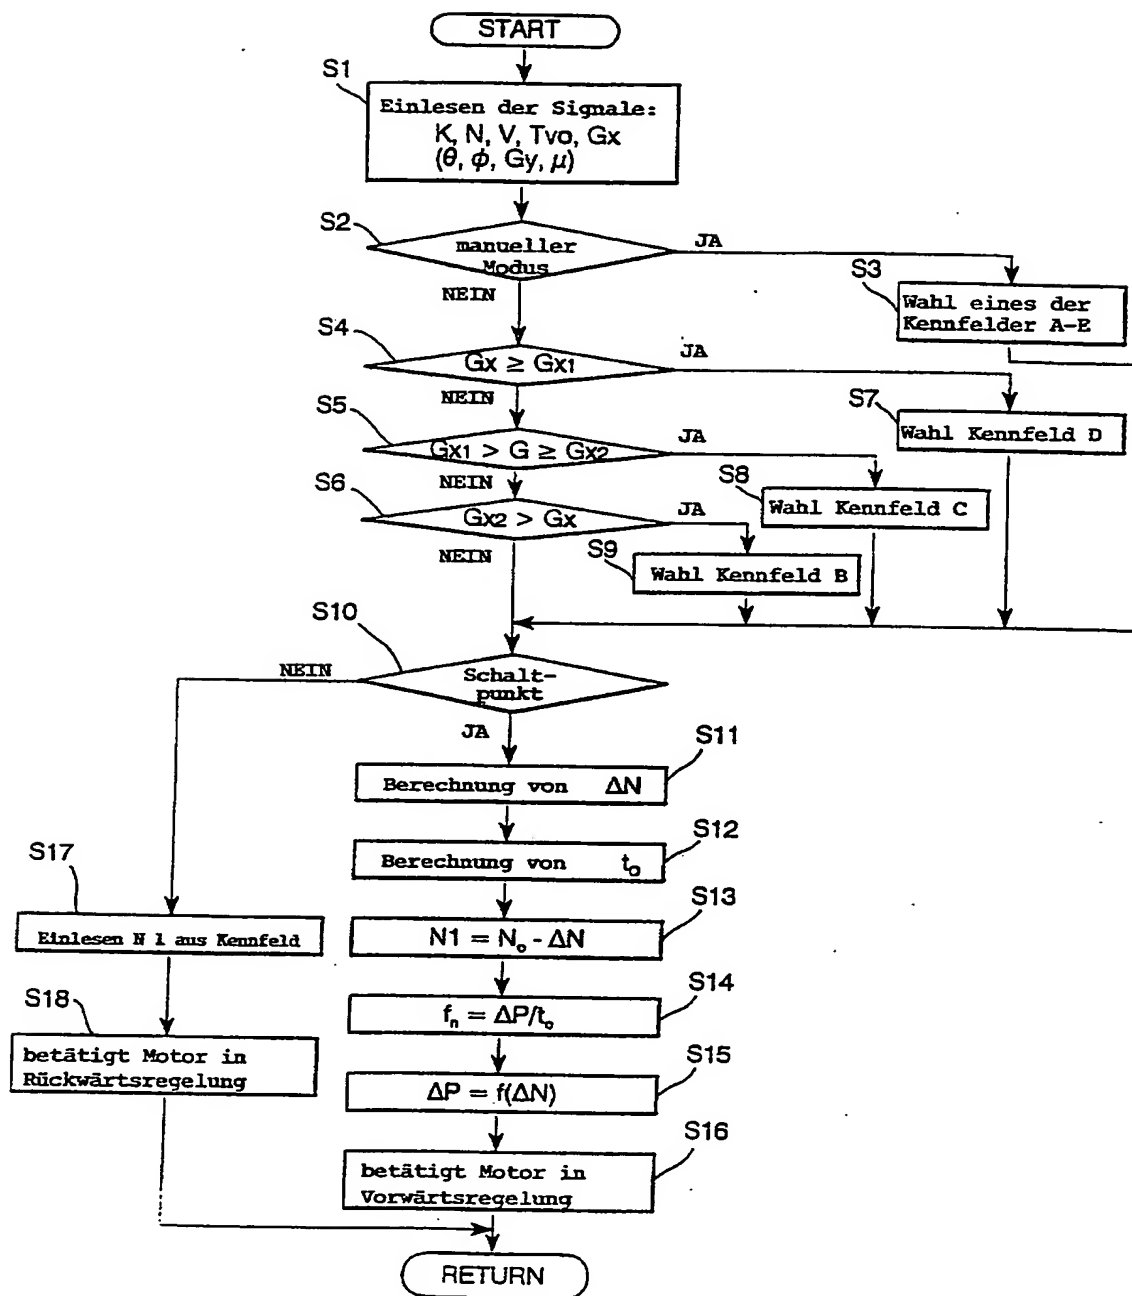 START
S1
Einlesen der Signale:
K, N, V, Tvo, Gx
(θ, ϕ, Gy, μ)
S2
manueller
Modus
JA
NEIN
S3
Wahl eines der
Kennfelder A-E
S4
Gx ≥ Gx1
JA
NEIN
S7
Wahl Kennfeld D
S5
Gx1 > G ≥ Gx2
JA
NEIN
S8
Wahl Kennfeld C
S6
Gx2 > Gx
JA
NEIN
S9
Wahl Kennfeld B
S10
Schalt-
punkt
NEIN
JA
S11
Berechnung von ΔN
S12
Berechnung von to
S13
N1 = No - ΔN
S14
fn = ΔP/to
S15
ΔP = f(ΔN)
S16
betätigt Motor in
Vorwärtsregelung
S17
Einlesen N 1 aus Kennfeld
S18
betätigt Motor in
Rückwärtsregelung
RETURN